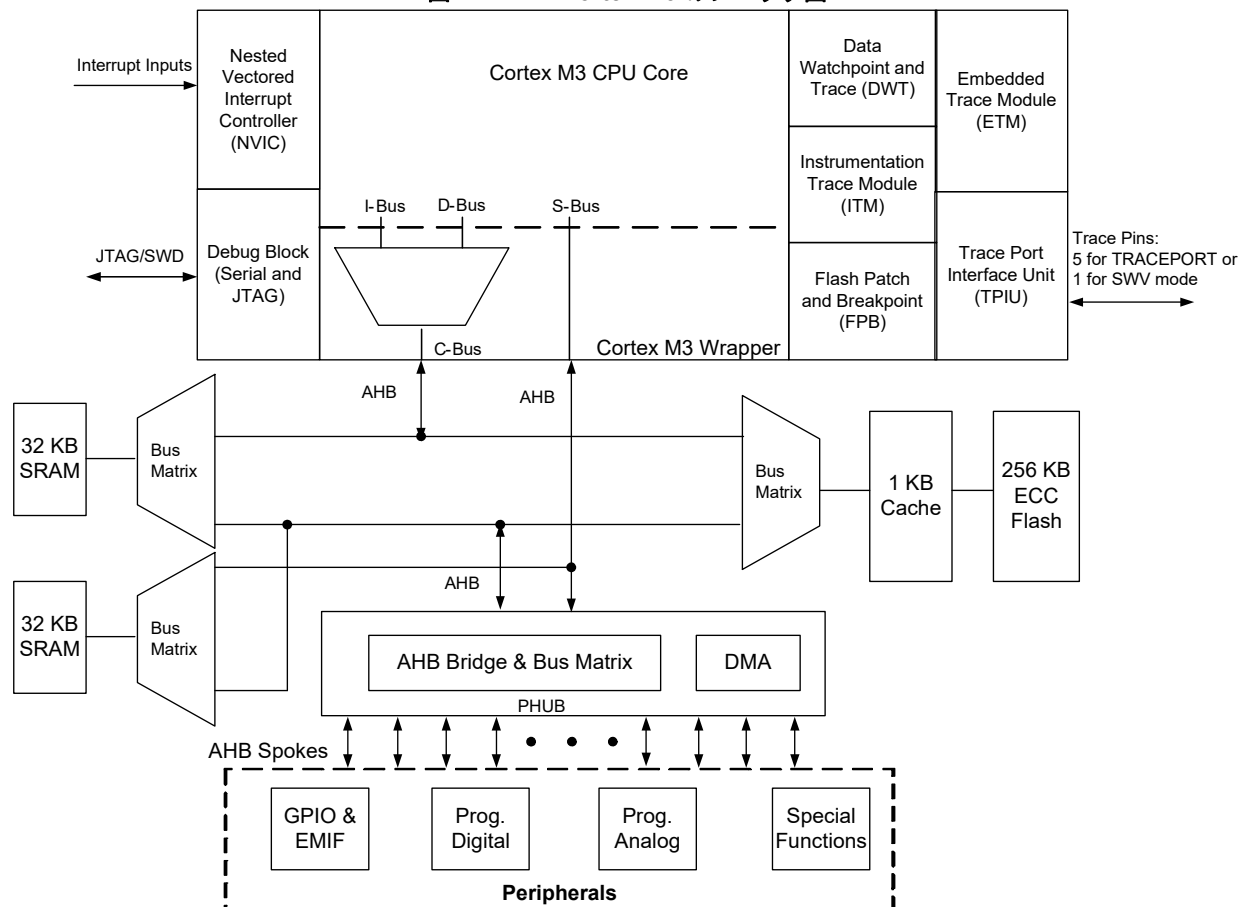 Interrupt Inputs
Nested
Vectored
Interrupt
Controller
(NVIC)
Cortex M3 CPU Core
Data
Watchpoint and
Trace (DWT)
Embedded
Trace Module
(ETM)
Instrumentation
Trace Module
(ITM)
I-Bus
D-Bus
S-Bus
JTAG/SWD
Debug Block
(Serial and
JTAG)
Flash Patch
and Breakpoint
(FPB)
Trace Port
Interface Unit
(TPIU)
Trace Pins:
5 for TRACEPORT or
1 for SWV mode
C-Bus
Cortex M3 Wrapper
AHB
AHB
32 KB
SRAM
Bus
Matrix
Bus
Matrix
1 KB
Cache
256 KB
ECC
Flash
AHB
32 KB
SRAM
Bus
Matrix
AHB Bridge & Bus Matrix
DMA
PHUB
AHB Spokes
GPIO &
EMIF
Prog.
Digital
Prog.
Analog
Special
Functions
Peripherals